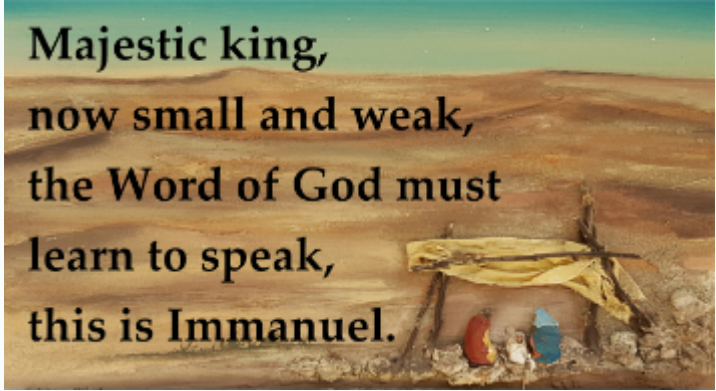 Majestic king,
now small and weak,
the Word of God must
learn to speak,
this is Immanuel.